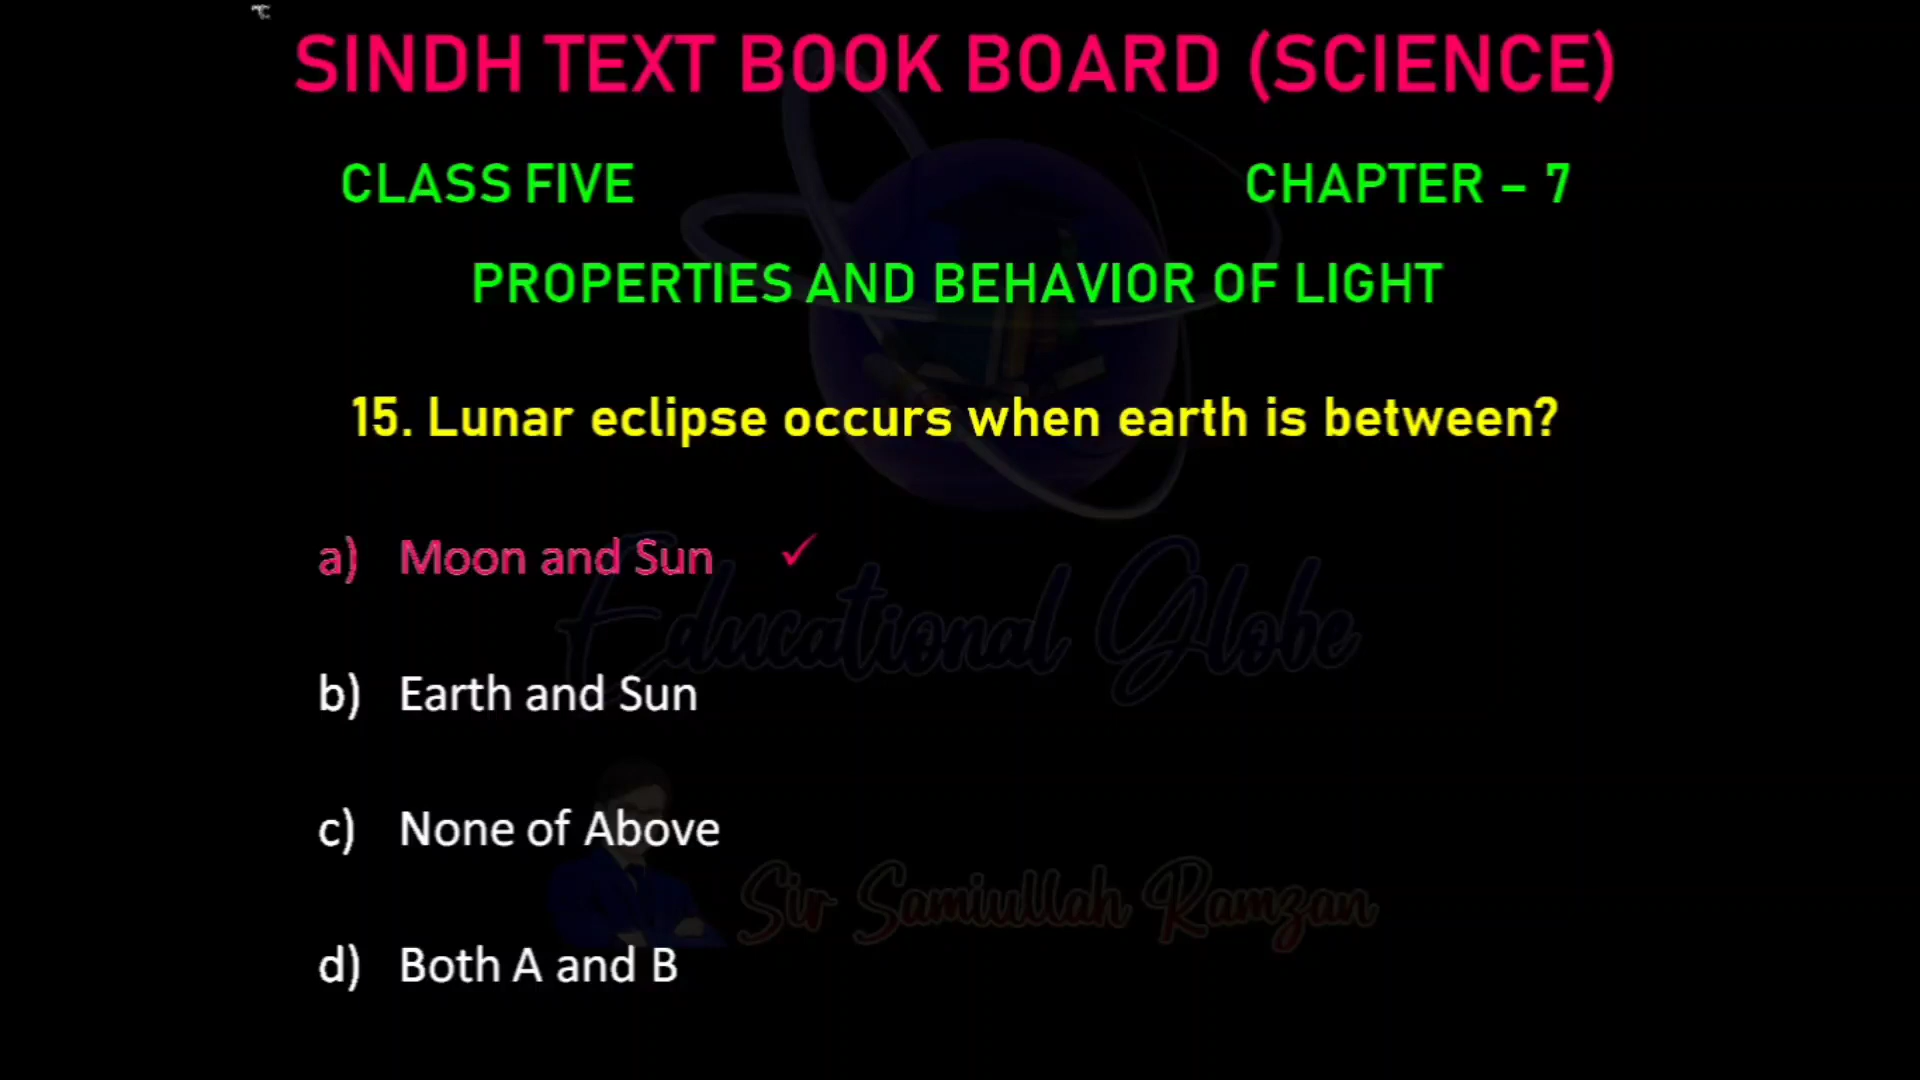 SINDH TEXT BOOK BOARD (SCIENCE)
CLASS FIVE CHAPTER – 7
PROPERTIES AND BEHAVIOR OF LIGHT
15. Lunar eclipse occurs when earth is between?
a) Moon and Sun ✓
Educational Globe
b) Earth and Sun
c) None of Above
Sir Samiullah Ramzan
d) Both A and B